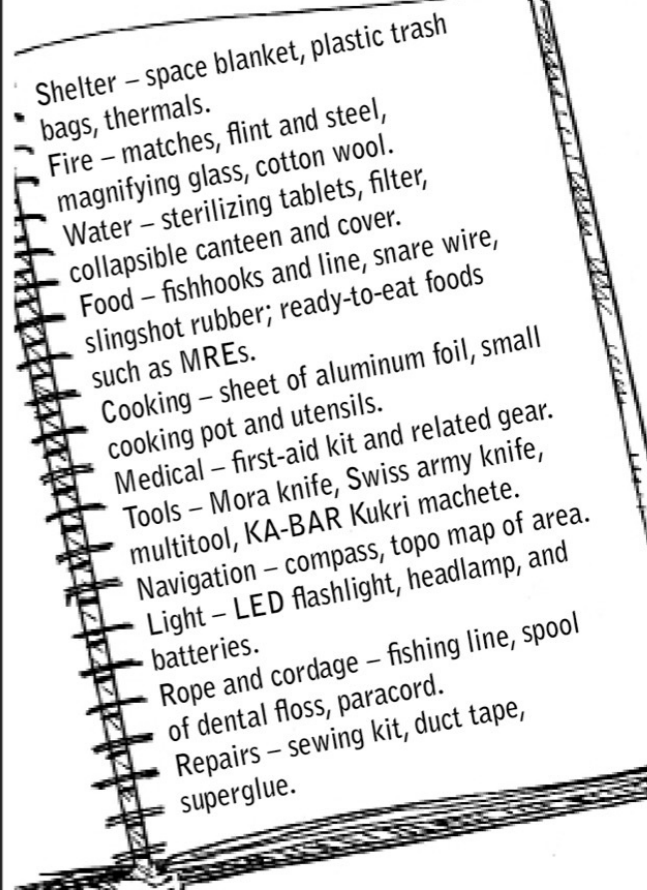 Shelter – space blanket, plastic trash
bags, thermals.
Fire – matches, flint and steel,
magnifying glass, cotton wool.
Water – sterilizing tablets, filter,
collapsible canteen and cover.
Food – fishhooks and line, snare wire,
slingshot rubber; ready-to-eat foods
such as MREs.
Cooking – sheet of aluminum foil, small
cooking pot and utensils.
Medical – first-aid kit and related gear.
Tools – Mora knife, Swiss army knife,
multitool, KA-BAR Kukri machete.
Navigation – compass, topo map of area.
Light – LED flashlight, headlamp, and
batteries.
Rope and cordage – fishing line, spool
of dental floss, paracord.
Repairs – sewing kit, duct tape,
superglue.